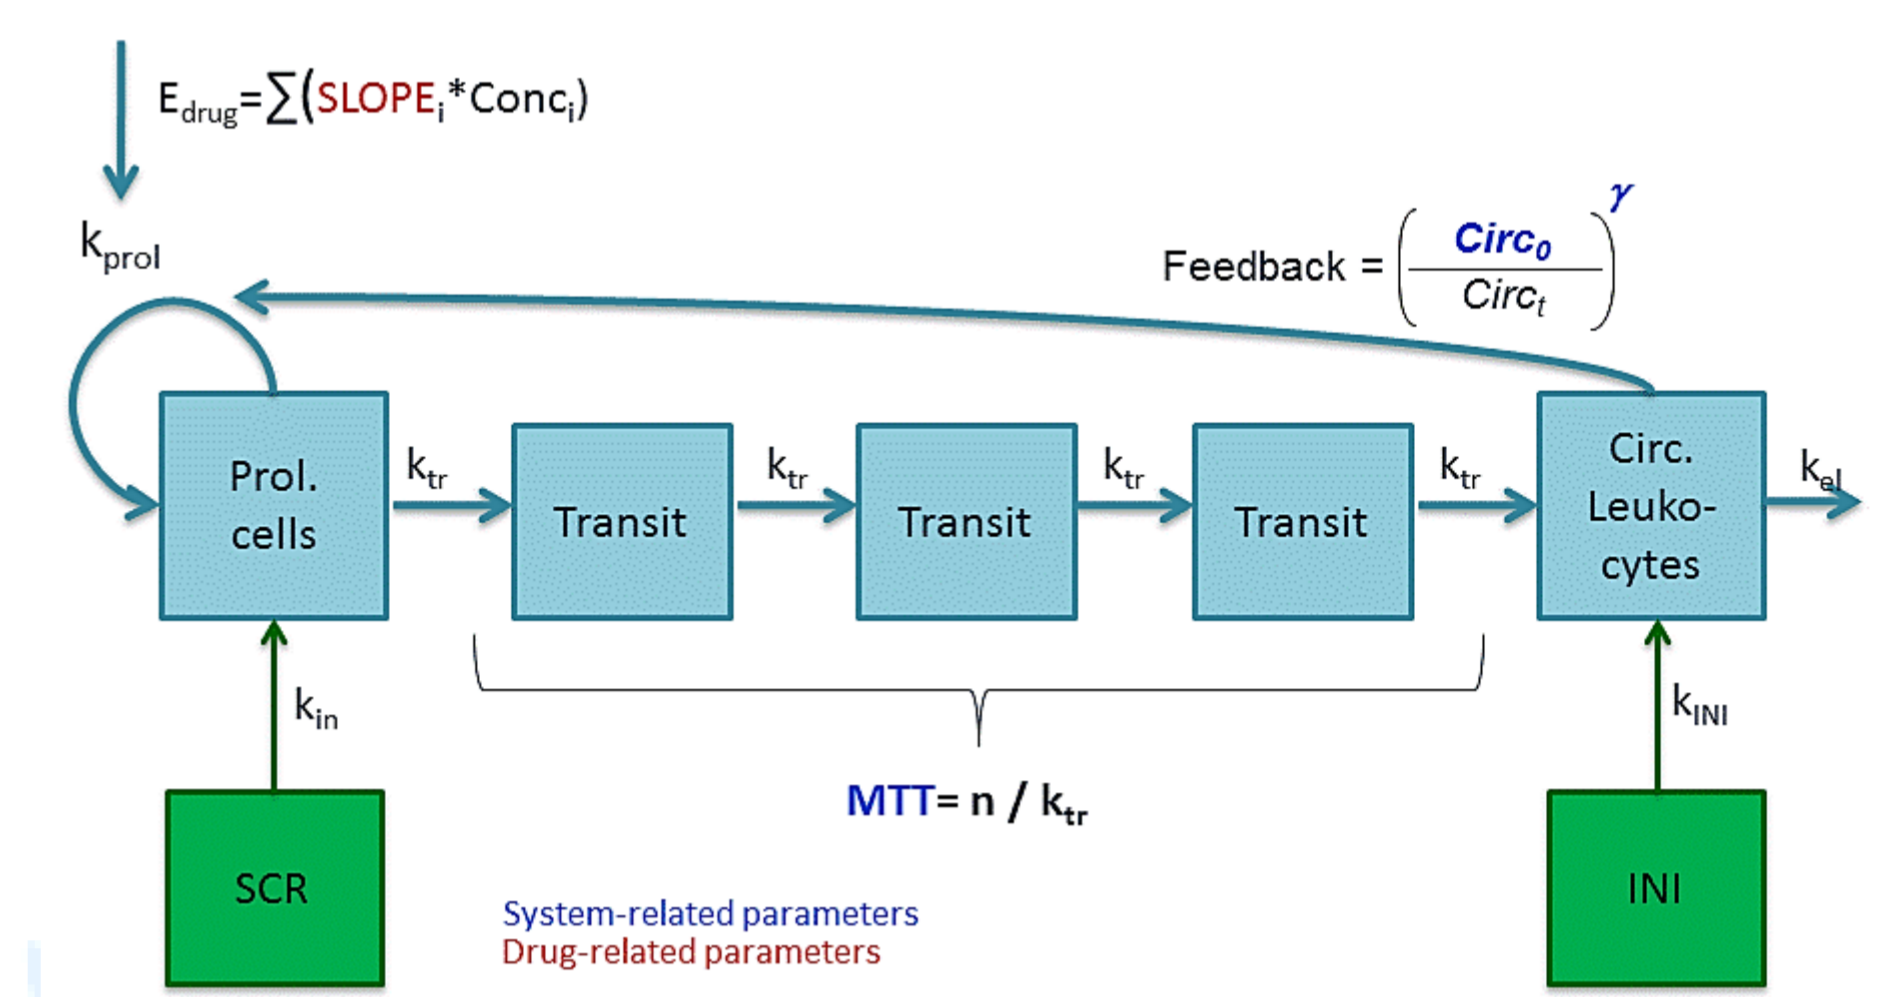 E_drug=∑(SLOPE_i*Conc_i)
k_prol
Feedback = (Circ_0 / Circ_t)^γ
Prol.
cells
k_tr
Transit
k_tr
Transit
k_tr
Transit
k_tr
Circ.
Leuko-
cytes
k_el
k_in
k_INI
MTT= n / k_tr
SCR
INI
System-related parameters
Drug-related parameters